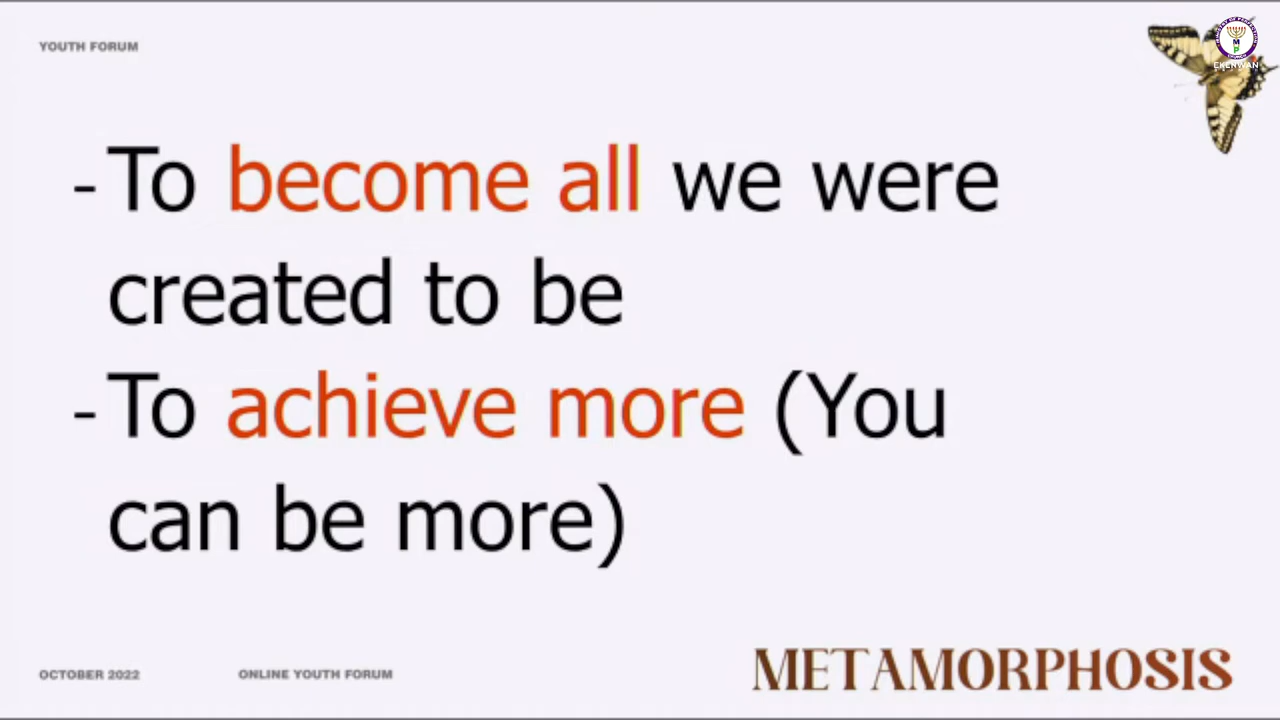 YOUTH FORUM
EKENWAN
- To become all we were
created to be
- To achieve more (You
can be more)
OCTOBER 2022
ONLINE YOUTH FORUM
METAMORPHOSIS